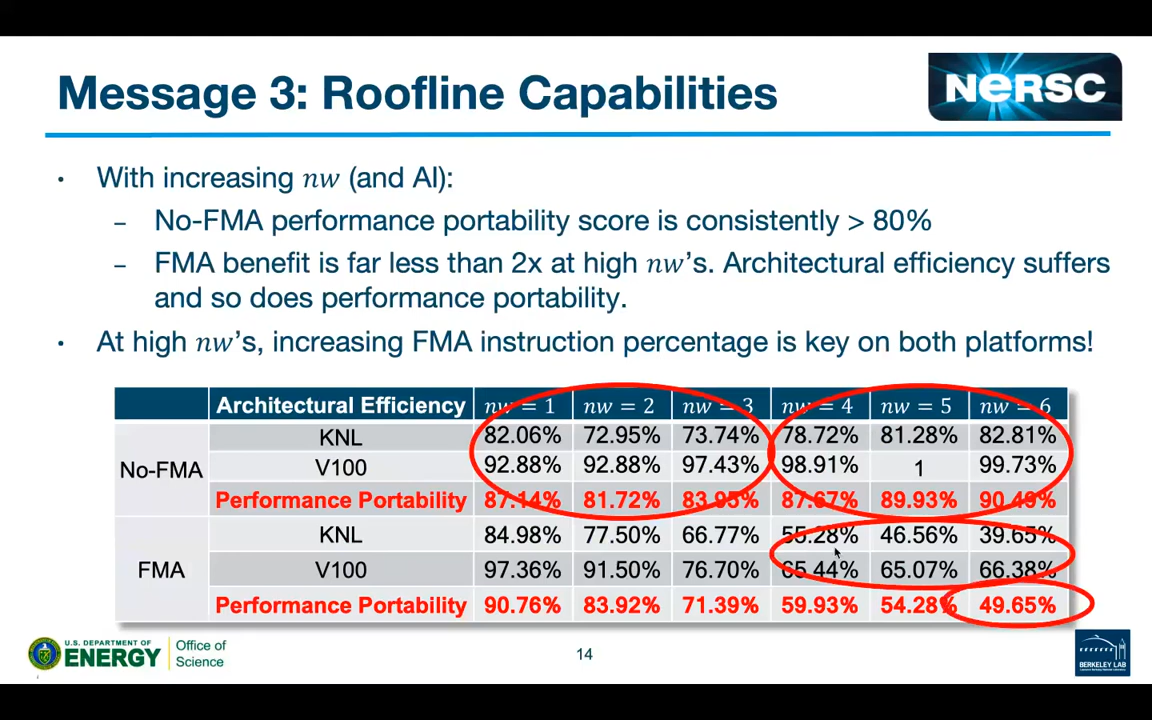 Message 3: Roofline Capabilities
NERSC
• With increasing nw (and AI):
– No-FMA performance portability score is consistently > 80%
– FMA benefit is far less than 2x at high nw's. Architectural efficiency suffers
and so does performance portability.
• At high nw's, increasing FMA instruction percentage is key on both platforms!
Architectural Efficiency nw = 1 nw = 2 nw = 3 nw = 4 nw = 5 nw = 6
No-FMA
KNL 82.06% 72.95% 73.74% 78.72% 81.28% 82.81%
V100 92.88% 92.88% 97.43% 98.91% 1 99.73%
Performance Portability 87.14% 81.72% 83.95% 87.67% 89.93% 90.49%
FMA
KNL 84.98% 77.50% 66.77% 55.28% 46.56% 39.65%
V100 97.36% 91.50% 76.70% 65.44% 65.07% 66.38%
Performance Portability 90.76% 83.92% 71.39% 59.93% 54.28% 49.65%
U.S. DEPARTMENT OF
ENERGY
Office of
Science
14
BERKELEY LAB